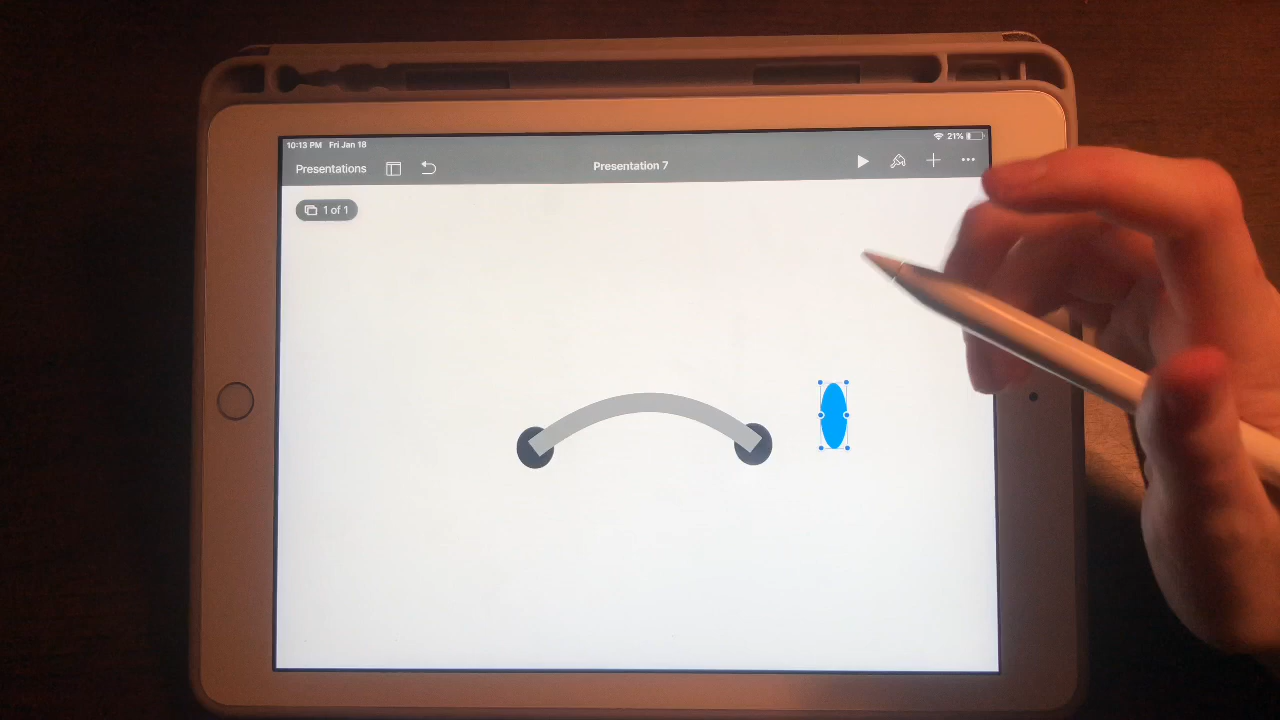 10:13 PM Fri Jan 18
21%
Presentations
Presentation 7
1 of 1